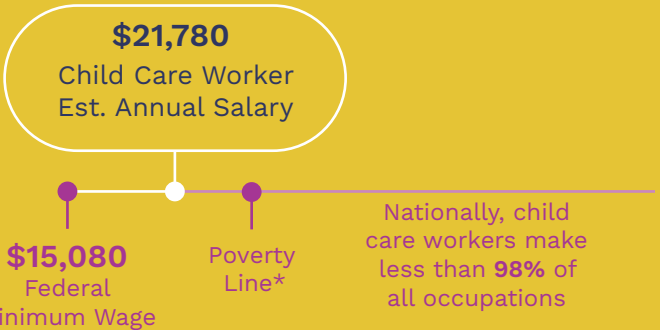 $21,780
Child Care Worker
Est. Annual Salary
$15,080
Federal
inimum Wage
Poverty
Line*
Nationally, child
care workers make
less than 98% of
all occupations